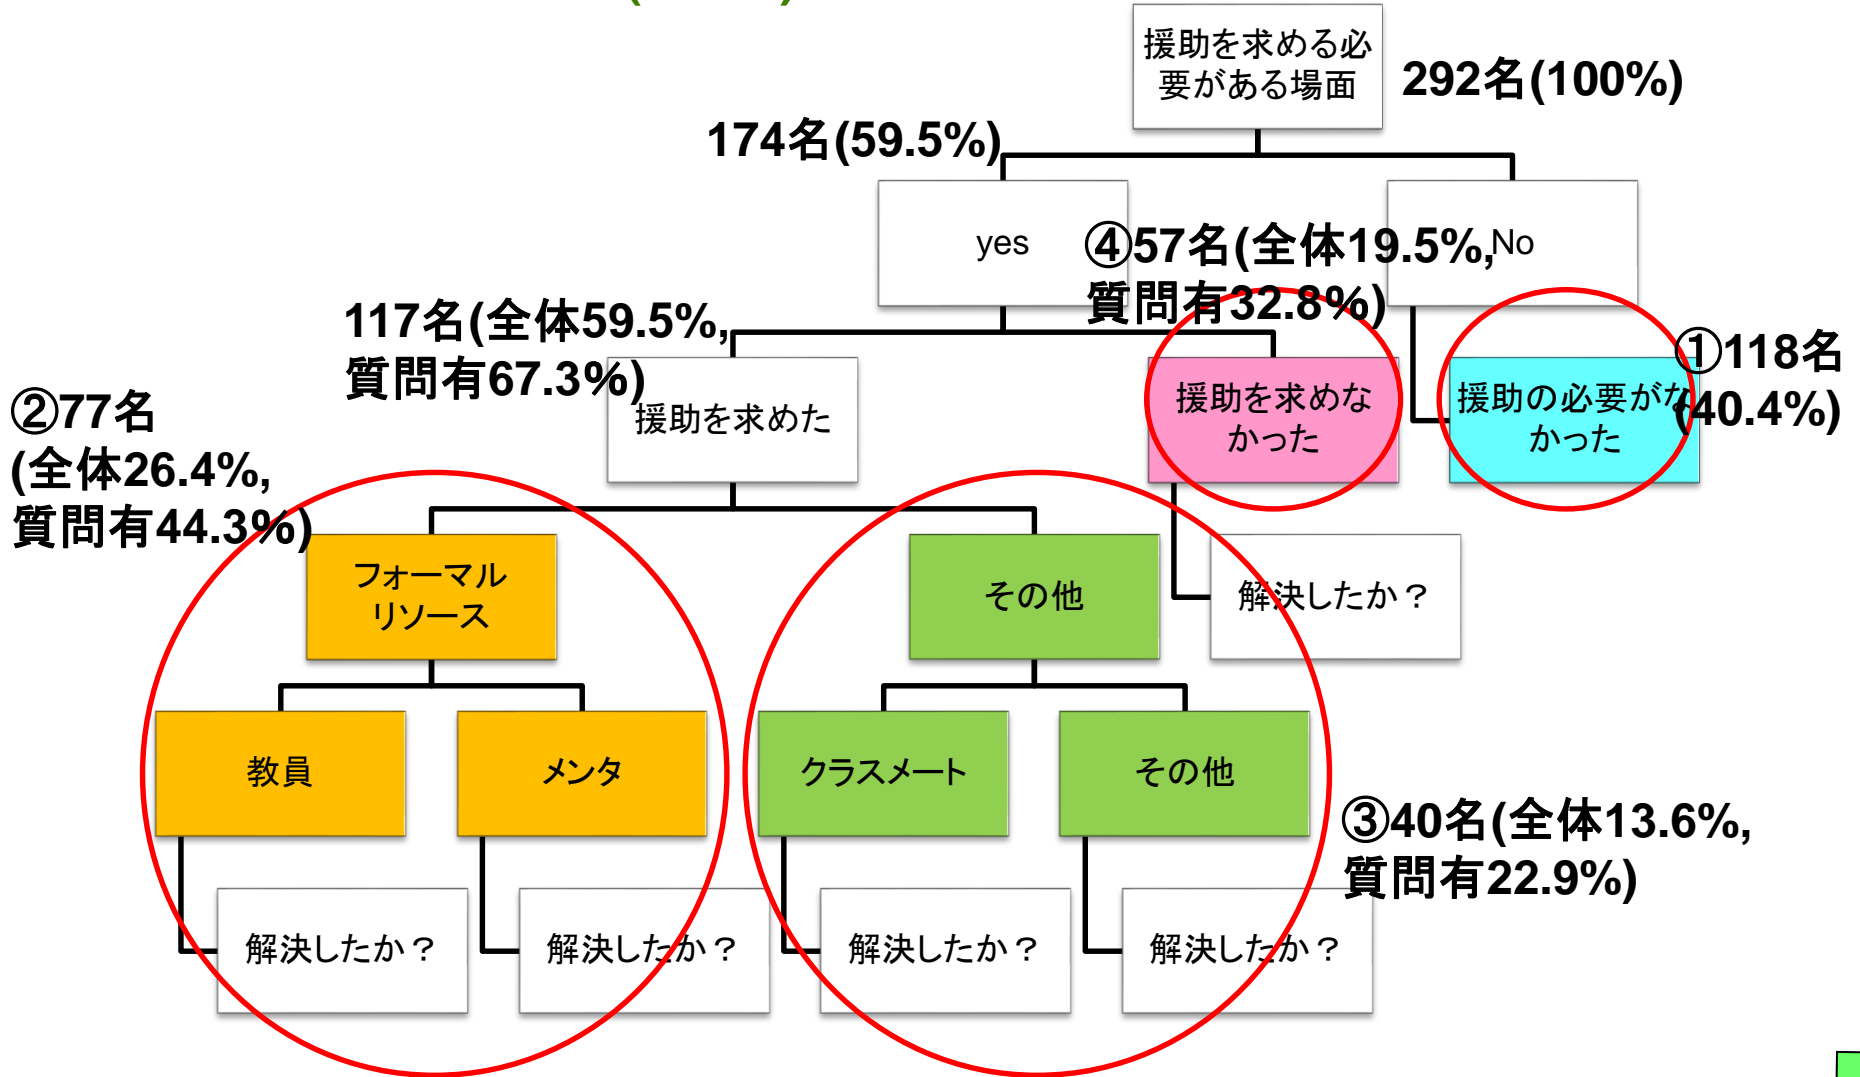 援助を求める必
要がある場面
292名(100%)
174名(59.5%)
yes
No
④57名(全体19.5%,
質問有32.8%)
117名(全体59.5%,
質問有67.3%)
援助を求めた
援助を求めな
かった
援助の必要がな
かった
①118名
(40.4%)
②77名
(全体26.4%,
質問有44.3%)
フォーマル
リソース
その他
解決したか？
教員
メンタ
クラスメート
その他
③40名(全体13.6%,
質問有22.9%)
解決したか？
解決したか？
解決したか？
解決したか？